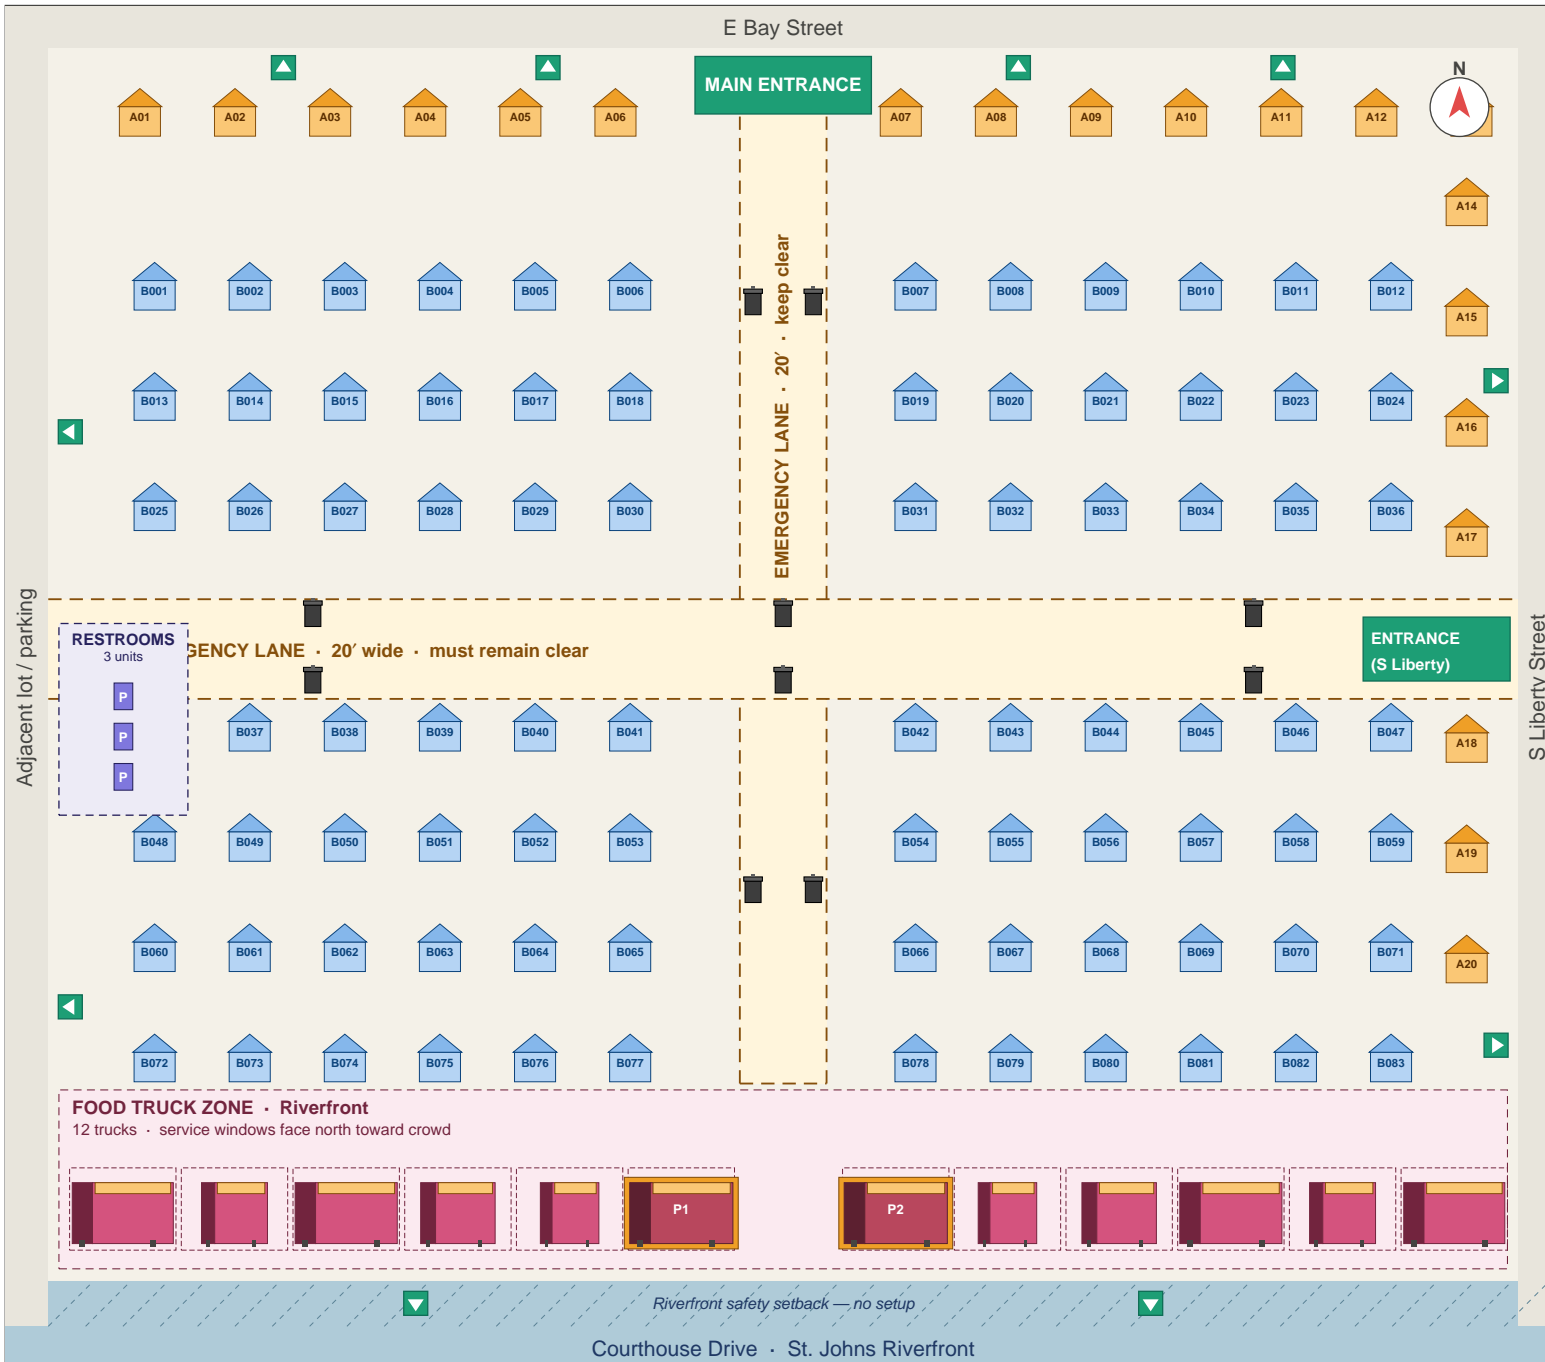 E Bay Street
MAIN ENTRANCE
N
A01 A02 A03 A04 A05 A06 A07 A08 A09 A10 A11 A12
A14
EMERGENCY LANE · 20′ · keep clear
B001 B002 B003 B004 B005 B006 B007 B008 B009 B010 B011 B012
A15
B013 B014 B015 B016 B017 B018 B019 B020 B021 B022 B023 B024
A16
B025 B026 B027 B028 B029 B030 B031 B032 B033 B034 B035 B036
A17
Adjacent lot / parking
RESTROOMS
3 units
P
P
P
GENCY LANE · 20′ wide · must remain clear
ENTRANCE
(S Liberty)
S Liberty Street
B037 B038 B039 B040 B041 B042 B043 B044 B045 B046 B047 A18
B048 B049 B050 B051 B052 B053 B054 B055 B056 B057 B058 B059 A19
B060 B061 B062 B063 B064 B065 B066 B067 B068 B069 B070 B071 A20
B072 B073 B074 B075 B076 B077 B078 B079 B080 B081 B082 B083
FOOD TRUCK ZONE · Riverfront
12 trucks · service windows face north toward crowd
P1 P2
Riverfront safety setback — no setup
Courthouse Drive · St. Johns Riverfront